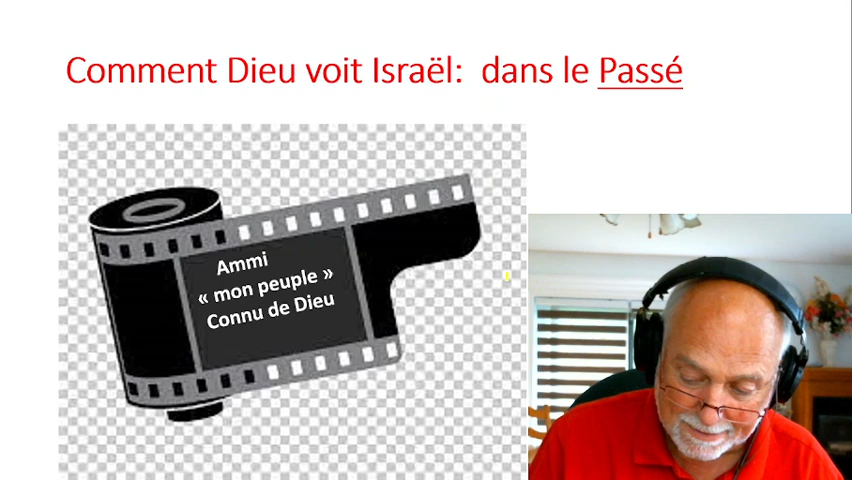 Comment Dieu voit Israël: dans le Passé
Ammi
« mon peuple »
Connu de Dieu